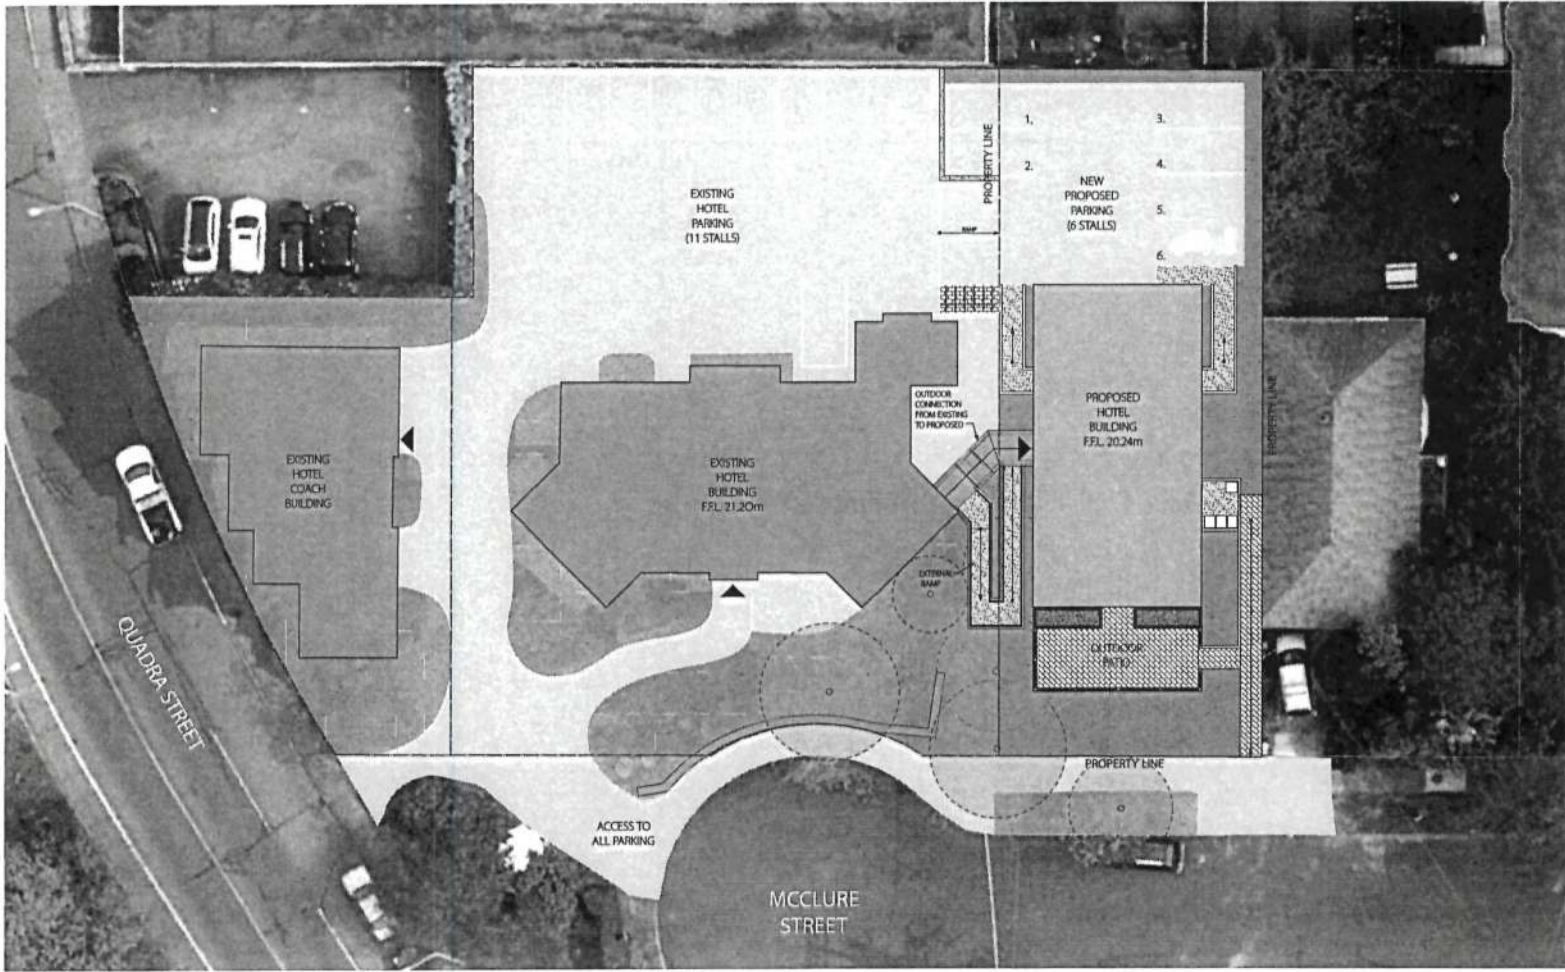 EXISTING
HOTEL
PARKING
(11 STALLS)
PROPERTY LINE
1.
2.
3.
4.
5.
6.
NEW
PROPOSED
PARKING
(6 STALLS)
RAMP
EXISTING
HOTEL
COACH
BUILDING
EXISTING
HOTEL
BUILDING
F.F.L. 21.20m
OUTDOOR
CONNECTION
FROM EXISTING
TO PROPOSED
PROPOSED
HOTEL
BUILDING
F.F.L. 20.24m
PROPERTY LINE
EXTERNAL
RAMP
OUTDOOR
PATIO
QUADRA STREET
PROPERTY LINE
ACCESS TO
ALL PARKING
MCCLURE
STREET